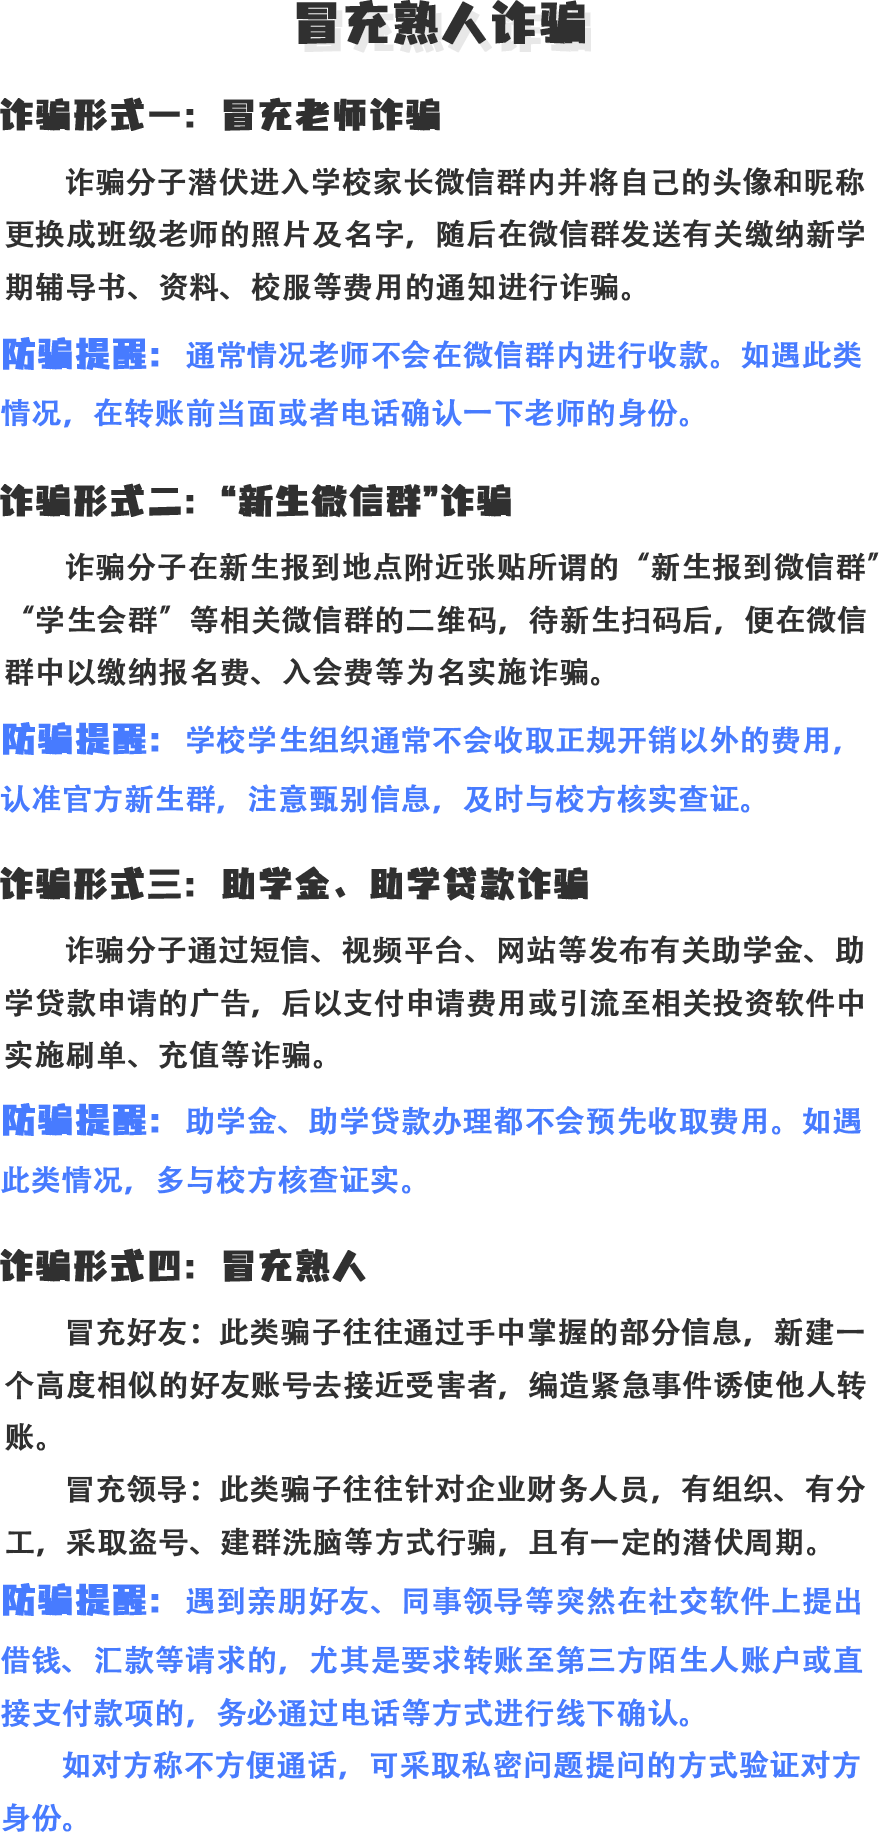 冒充熟人诈骗
诈骗形式一：冒充老师诈骗
诈骗分子潜伏进入学校家长微信群内并将自己的头像和昵称
更换成班级老师的照片及名字，随后在微信群发送有关缴纳新学
期辅导书、资料、校服等费用的通知进行诈骗。
防骗提醒：通常情况老师不会在微信群内进行收款。如遇此类
情况，在转账前当面或者电话确认一下老师的身份。
诈骗形式二：“新生微信群”诈骗
诈骗分子在新生报到地点附近张贴所谓的“新生报到微信群”
“学生会群”等相关微信群的二维码，待新生扫码后，便在微信
群中以缴纳报名费、入会费等为名实施诈骗。
防骗提醒：学校学生组织通常不会收取正规开销以外的费用，
认准官方新生群，注意甄别信息，及时与校方核实查证。
诈骗形式三：助学金、助学贷款诈骗
诈骗分子通过短信、视频平台、网站等发布有关助学金、助
学贷款申请的广告，后以支付申请费用或引流至相关投资软件中
实施刷单、充值等诈骗。
防骗提醒：助学金、助学贷款办理都不会预先收取费用。如遇
此类情况，多与校方核查证实。
诈骗形式四：冒充熟人
冒充好友：此类骗子往往通过手中掌握的部分信息，新建一
个高度相似的好友账号去接近受害者，编造紧急事件诱使他人转
账。
冒充领导：此类骗子往往针对企业财务人员，有组织、有分
工，采取盗号、建群洗脑等方式行骗，且有一定的潜伏周期。
防骗提醒：遇到亲朋好友、同事领导等突然在社交软件上提出
借钱、汇款等请求的，尤其是要求转账至第三方陌生人账户或直
接支付款项的，务必通过电话等方式进行线下确认。
如对方称不方便通话，可采取私密问题提问的方式验证对方
身份。